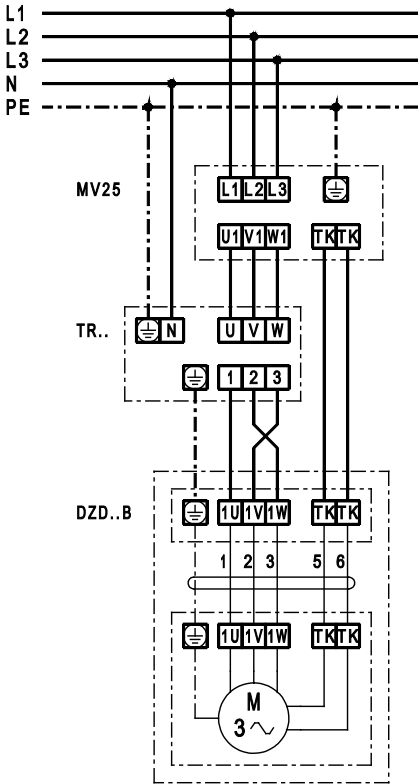 L1
L2
L3
N
PE
MV25
L1 L2 L3
U1 V1 W1 TK TK
TR..
N U V W
1 2 3
DZD..B
1U 1V 1W TK TK
1 2 3 5 6
1U 1V 1W TK TK
M
3